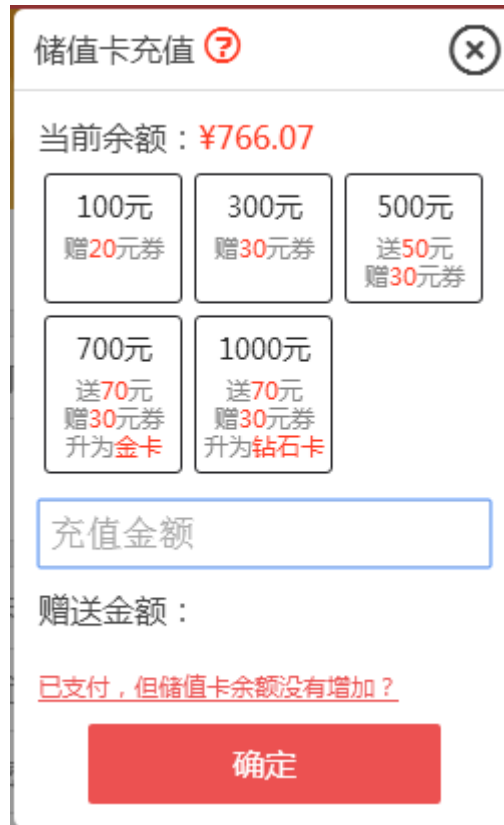 储值卡充值 ?
当前余额：¥766.07
100元
赠20元券
300元
赠30元券
500元
送50元
赠30元券
700元
送70元
赠30元券
升为金卡
1000元
送70元
赠30元券
升为钻石卡
充值金额
赠送金额：
已支付，但储值卡余额没有增加？
确定